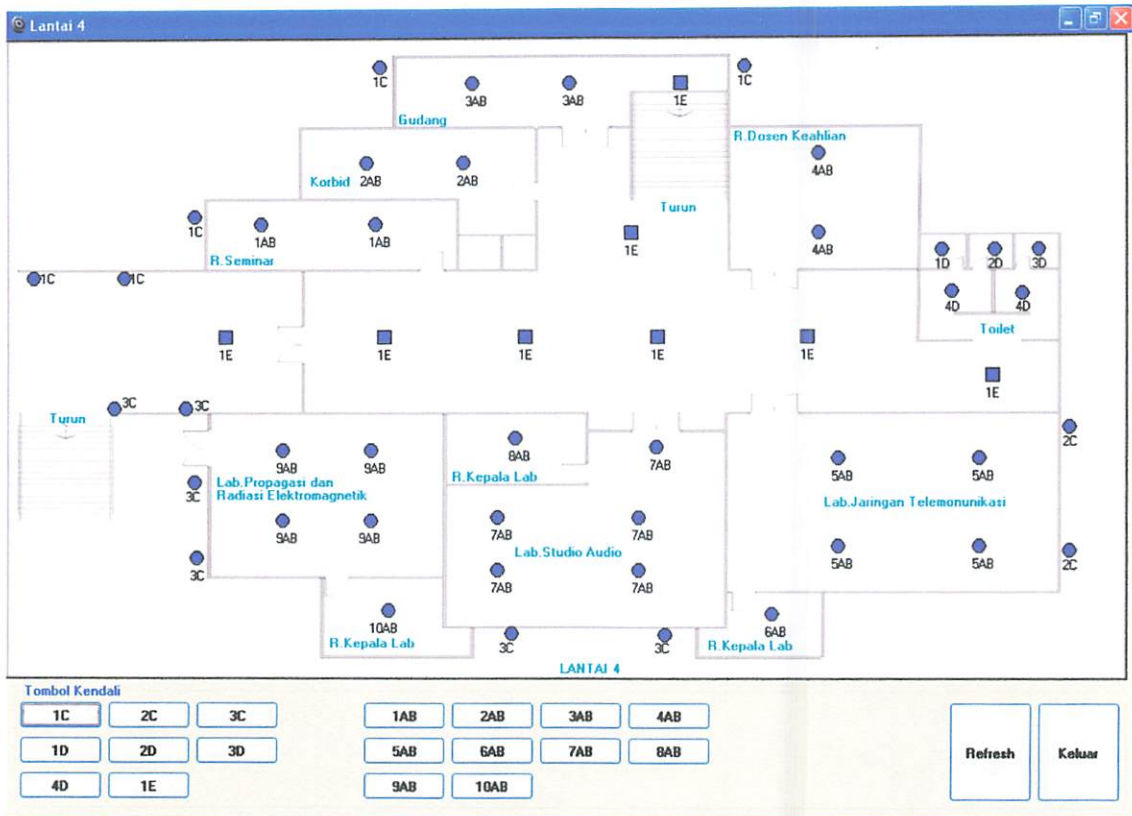 Lantai 4
1C
1C
3AB
3AB
1E
Gudang
R.Dosen Keahlian
4AB
Korbid
2AB
2AB
Turun
1C
1AB
1AB
1E
4AB
R.Seminar
1D
2D
3D
1C
1C
4D
4D
Toilet
1E
1E
1E
1E
1E
1E
3C
3C
Turun
2C
9AB
9AB
8AB
7AB
5AB
5AB
R.Kepala Lab
Lab.Propagasi dan
Radiasi Elektromagnetik
3C
Lab.Jaringan Telemonunikasi
9AB
9AB
7AB
7AB
Lab.Studio Audio
5AB
5AB
2C
3C
7AB
7AB
10AB
6AB
R.Kepala Lab
3C
3C
R.Kepala Lab
LANTAI 4
Tombol Kendali
1C 2C 3C 1AB 2AB 3AB 4AB
1D 2D 3D 5AB 6AB 7AB 8AB
Refresh Keluar
4D 1E 9AB 10AB